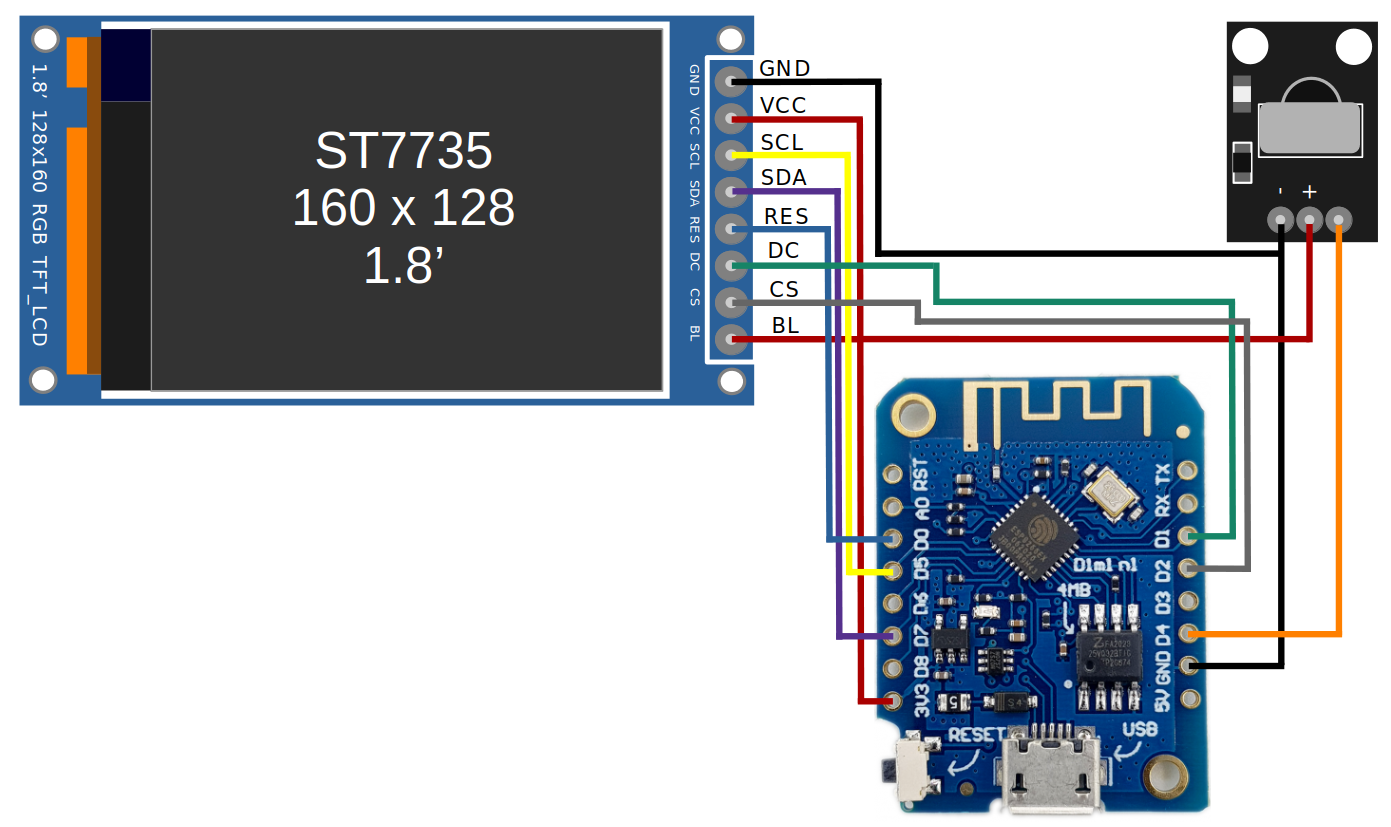 1.8’ 128x160 RGB TFT_LCD
ST7735
160 x 128
1.8’
GND
VCC
SCL
SDA
RES
DC
CS
BL
GND
VCC
SCL
SDA
RES
DC
CS
BL
- +
RST
A0
D0
D5
D6
D7
D8
3V3
TX
RX
D1
D2
D3
D4
GND
5V
D1mini
4MB
RESET
USB
5